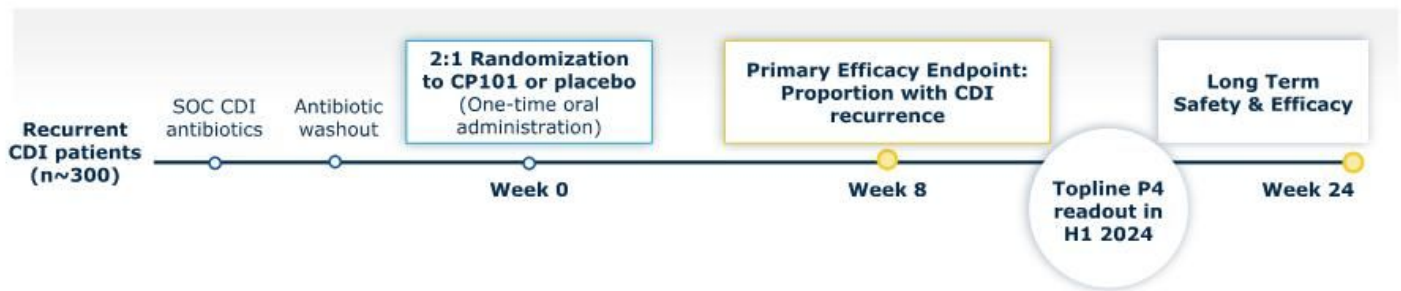 Recurrent
CDI patients
(n~300)
SOC CDI
antibiotics
Antibiotic
washout
2:1 Randomization
to CP101 or placebo
(One-time oral
administration)
Week 0
Primary Efficacy Endpoint:
Proportion with CDI
recurrence
Week 8
Topline P4
readout in
H1 2024
Long Term
Safety & Efficacy
Week 24